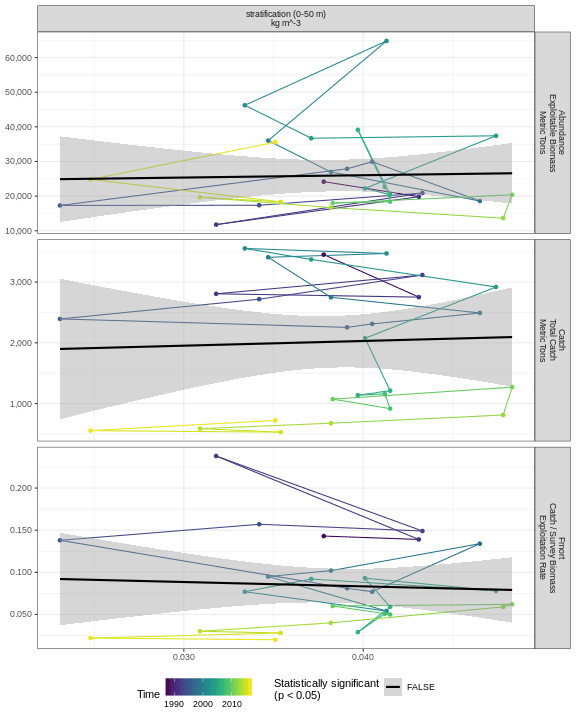 stratification (0-50 m)
kg m^-3
60,000
50,000
40,000
30,000
20,000
10,000
Abundance
Exploitable Biomass
Metric Tons
3,000
2,000
1,000
Catch
Total Catch
Metric Tons
0.200
0.150
0.100
0.050
Fmort
Catch / Survey Biomass
Exploitation Rate
0.030
0.040
Time
1990
2000
2010
Statistically significant
(p < 0.05)
FALSE